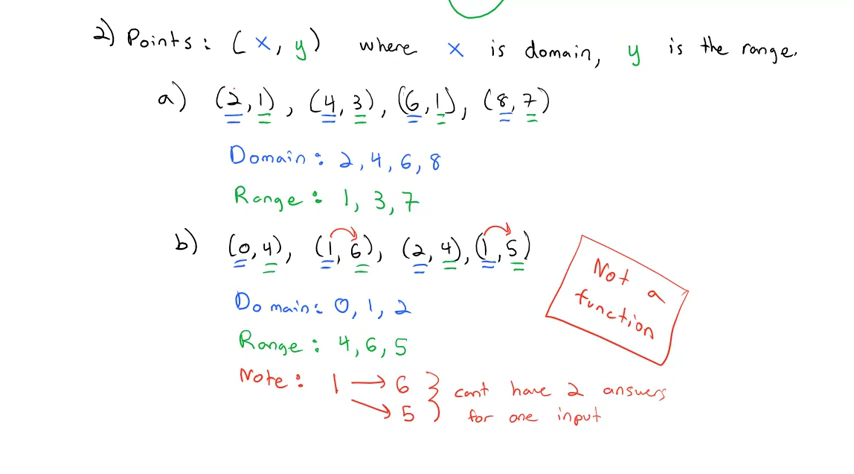 2) Points: (x, y) where x is domain, y is the range.
a) (2, 1), (4, 3), (6, 1), (8, 7)
Domain: 2, 4, 6, 8
Range: 1, 3, 7
b) (0, 4), (1, 6), (2, 4), (1, 5)
Not a
function
Domain: 0, 1, 2
Range: 4, 6, 5
Note: 1 → 6 } cant have 2 answers
→ 5 } for one input